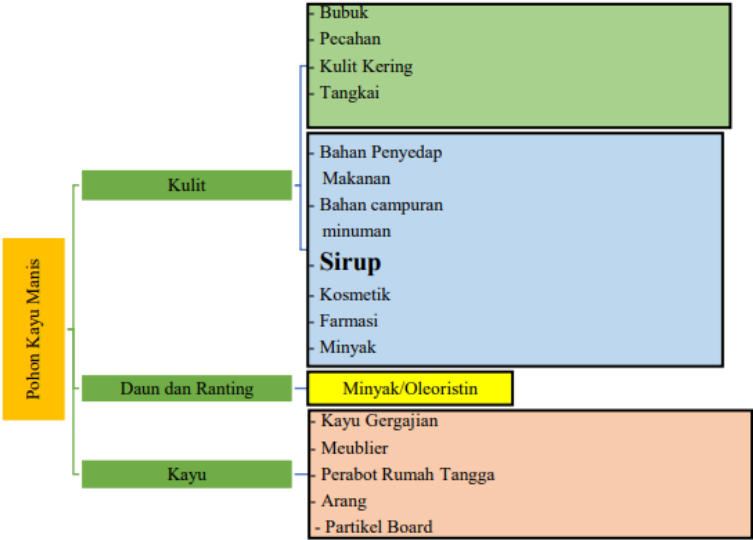 Pohon Kayu Manis
Kulit
- Bubuk
- Pecahan
- Kulit Kering
- Tangkai
- Bahan Penyedap
Makanan
- Bahan campuran
minuman
- Sirup
- Kosmetik
- Farmasi
- Minyak
Daun dan Ranting
Minyak/Oleoristin
Kayu
- Kayu Gergajian
- Meublier
- Perabot Rumah Tangga
- Arang
- Partikel Board